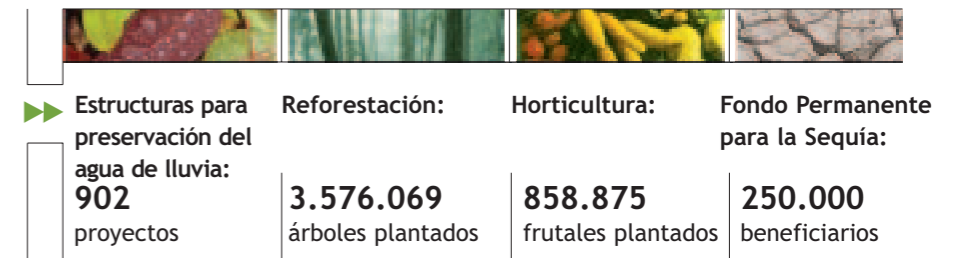 Estructuras para
preservación del
agua de lluvia:
902
proyectos
Reforestación:
3.576.069
árboles plantados
Horticultura:
858.875
frutales plantados
Fondo Permanente
para la Sequía:
250.000
beneficiarios